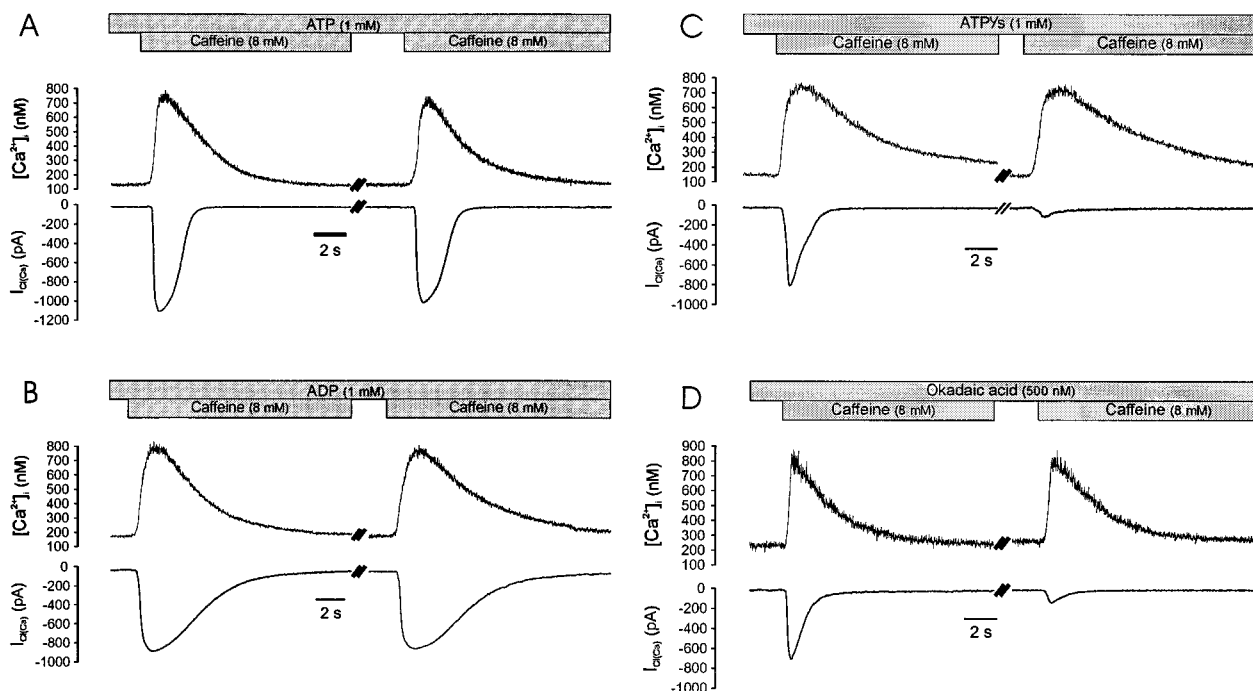 A
ATP (1 mM)
Caffeine (8 mM)
Caffeine (8 mM)
[Ca²⁺]ᵢ (nM)
800
700
600
500
400
300
200
100
I Cl(Ca) (pA)
0
-200
-400
-600
-800
-1000
-1200
2 s
B
ADP (1 mM)
Caffeine (8 mM)
Caffeine (8 mM)
[Ca²⁺]ᵢ (nM)
800
700
600
500
400
300
200
100
I Cl(Ca) (pA)
0
-200
-400
-600
-800
-1000
2 s
C
ATPγs (1 mM)
Caffeine (8 mM)
Caffeine (8 mM)
[Ca²⁺]ᵢ (nM)
800
700
600
500
400
300
200
100
I Cl(Ca) (pA)
0
-200
-400
-600
-800
-1000
2 s
D
Okadaic acid (500 nM)
Caffeine (8 mM)
Caffeine (8 mM)
[Ca²⁺]ᵢ (nM)
900
800
700
600
500
400
300
200
100
I Cl(Ca) (pA)
0
-200
-400
-600
-800
-1000
2 s